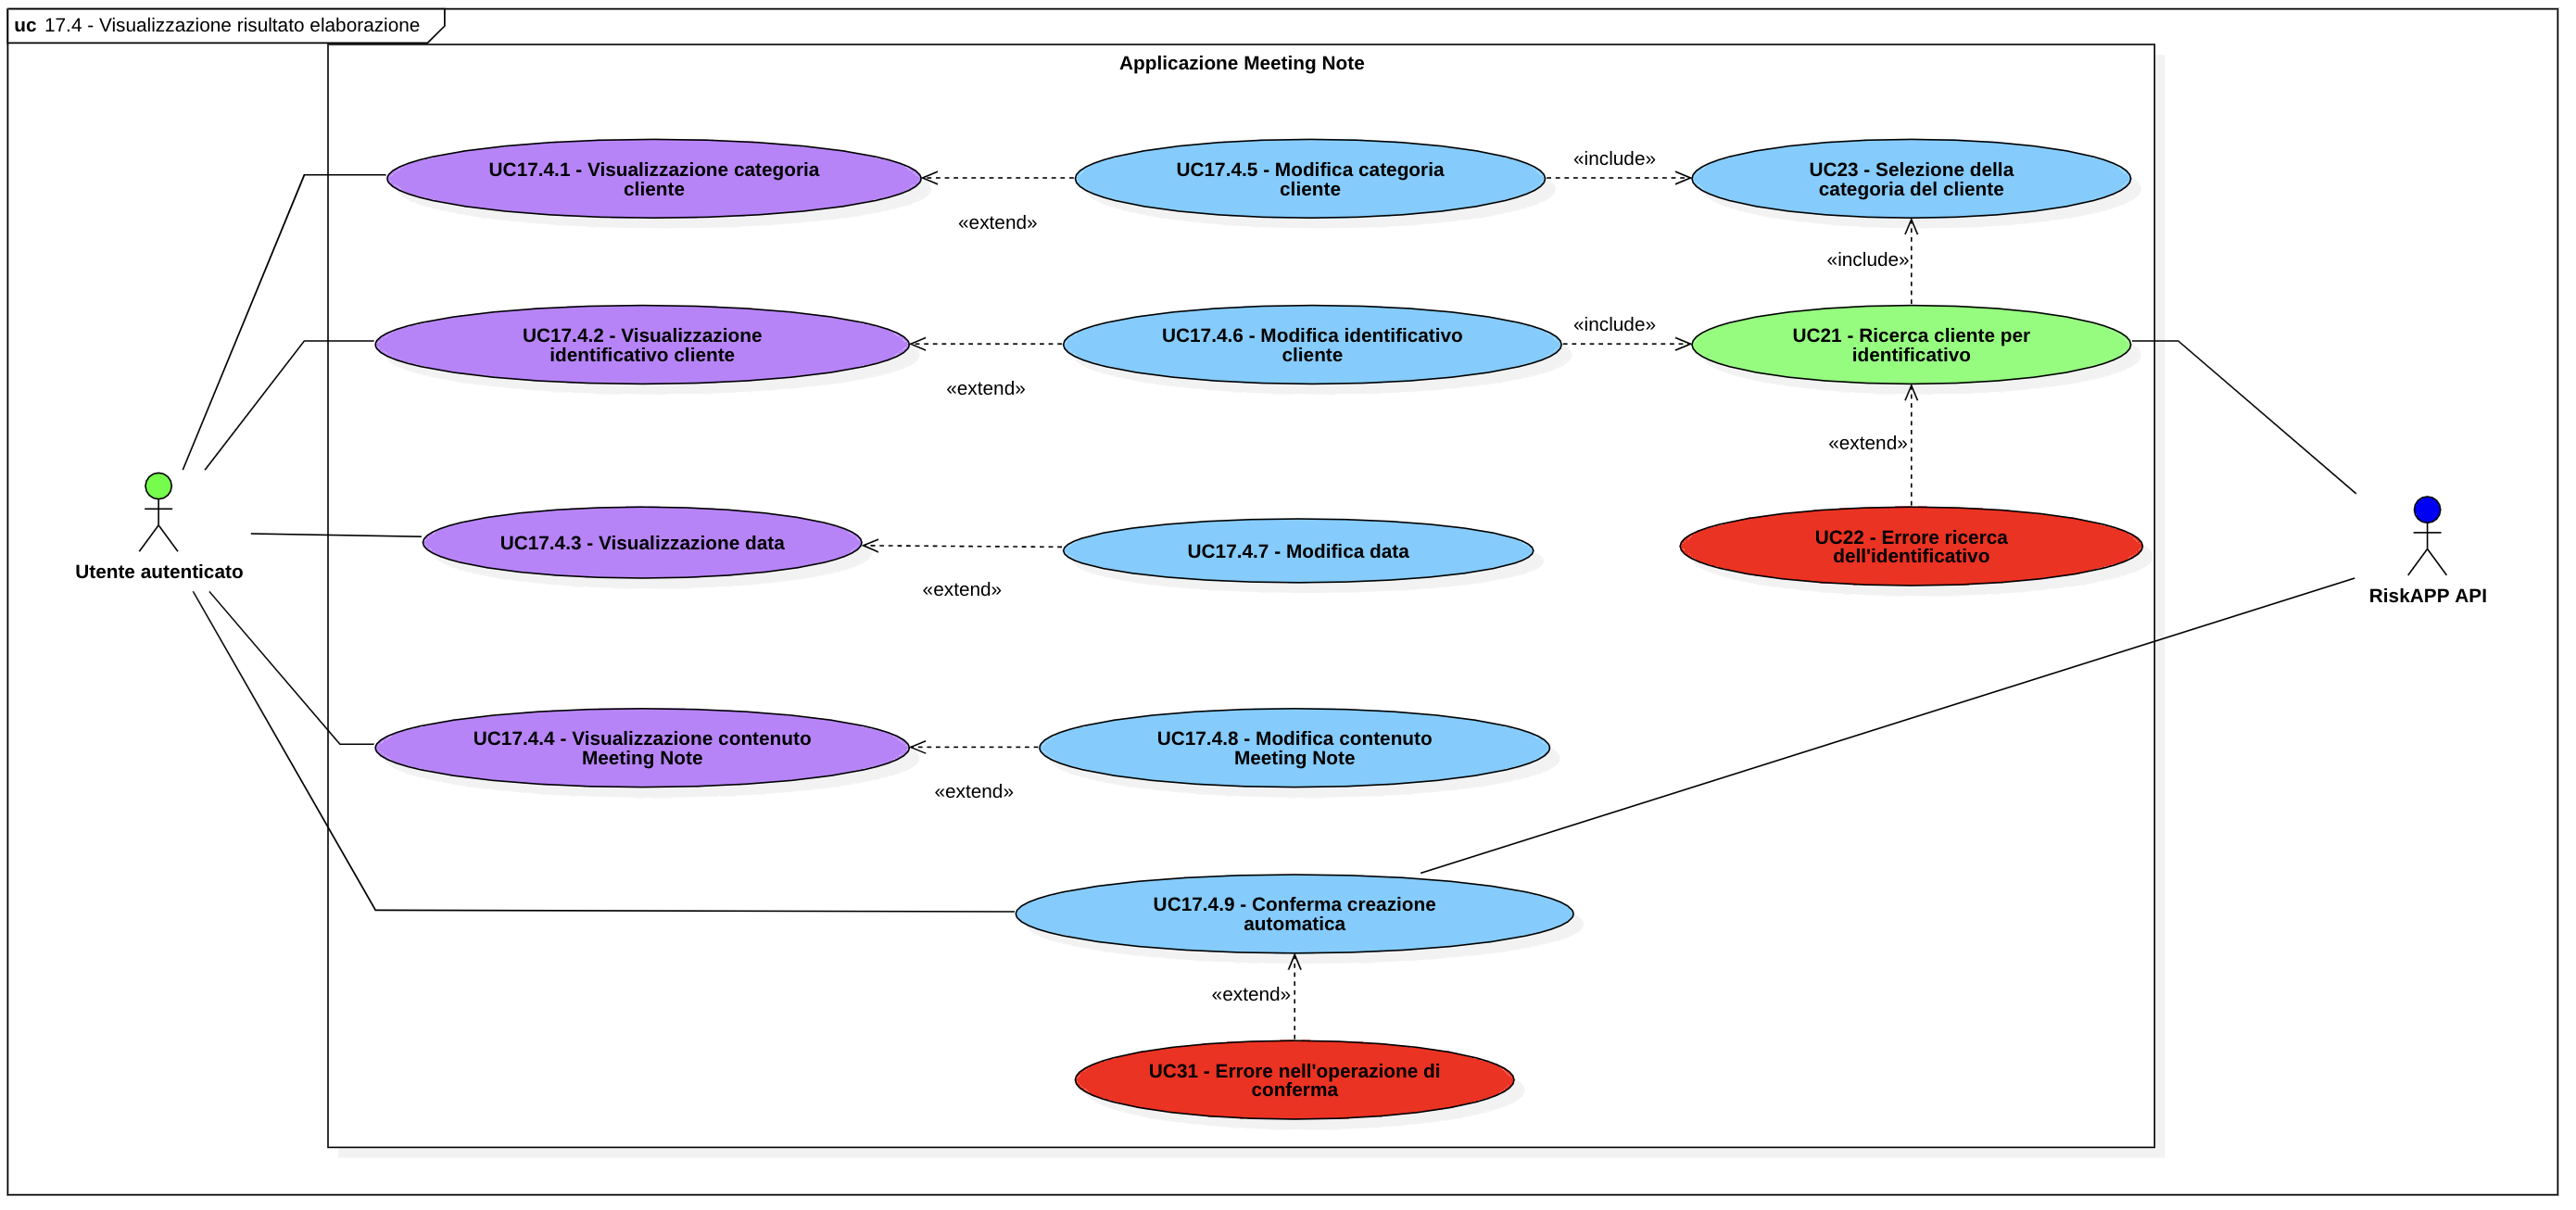 uc 17.4 - Visualizzazione risultato elaborazione
Applicazione Meeting Note
UC17.4.1 - Visualizzazione categoria
cliente
«extend»
UC17.4.5 - Modifica categoria
cliente
«include»
UC23 - Selezione della
categoria del cliente
«include»
UC17.4.2 - Visualizzazione
identificativo cliente
«extend»
UC17.4.6 - Modifica identificativo
cliente
«include»
UC21 - Ricerca cliente per
identificativo
«extend»
Utente autenticato
UC17.4.3 - Visualizzazione data
«extend»
UC17.4.7 - Modifica data
UC22 - Errore ricerca
dell'identificativo
RiskAPP API
UC17.4.4 - Visualizzazione contenuto
Meeting Note
«extend»
UC17.4.8 - Modifica contenuto
Meeting Note
UC17.4.9 - Conferma creazione
automatica
«extend»
UC31 - Errore nell'operazione di
conferma